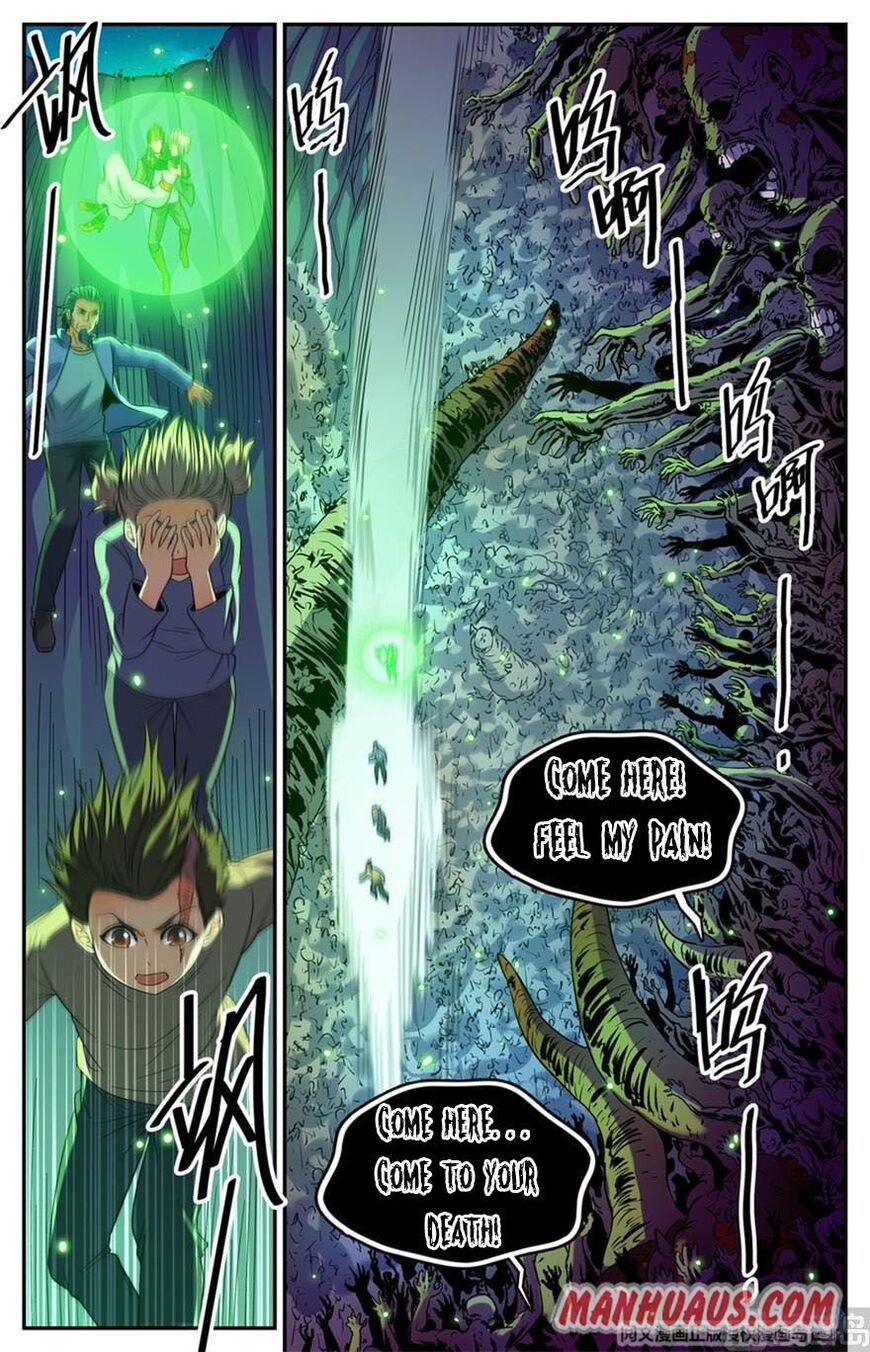 飒
呜
呜
啊
呜
啊
COME HERE!
FEEL MY PAIN!
飒
呜
COME HERE...
COME TO YOUR
DEATH!
MANHUAUS.COM